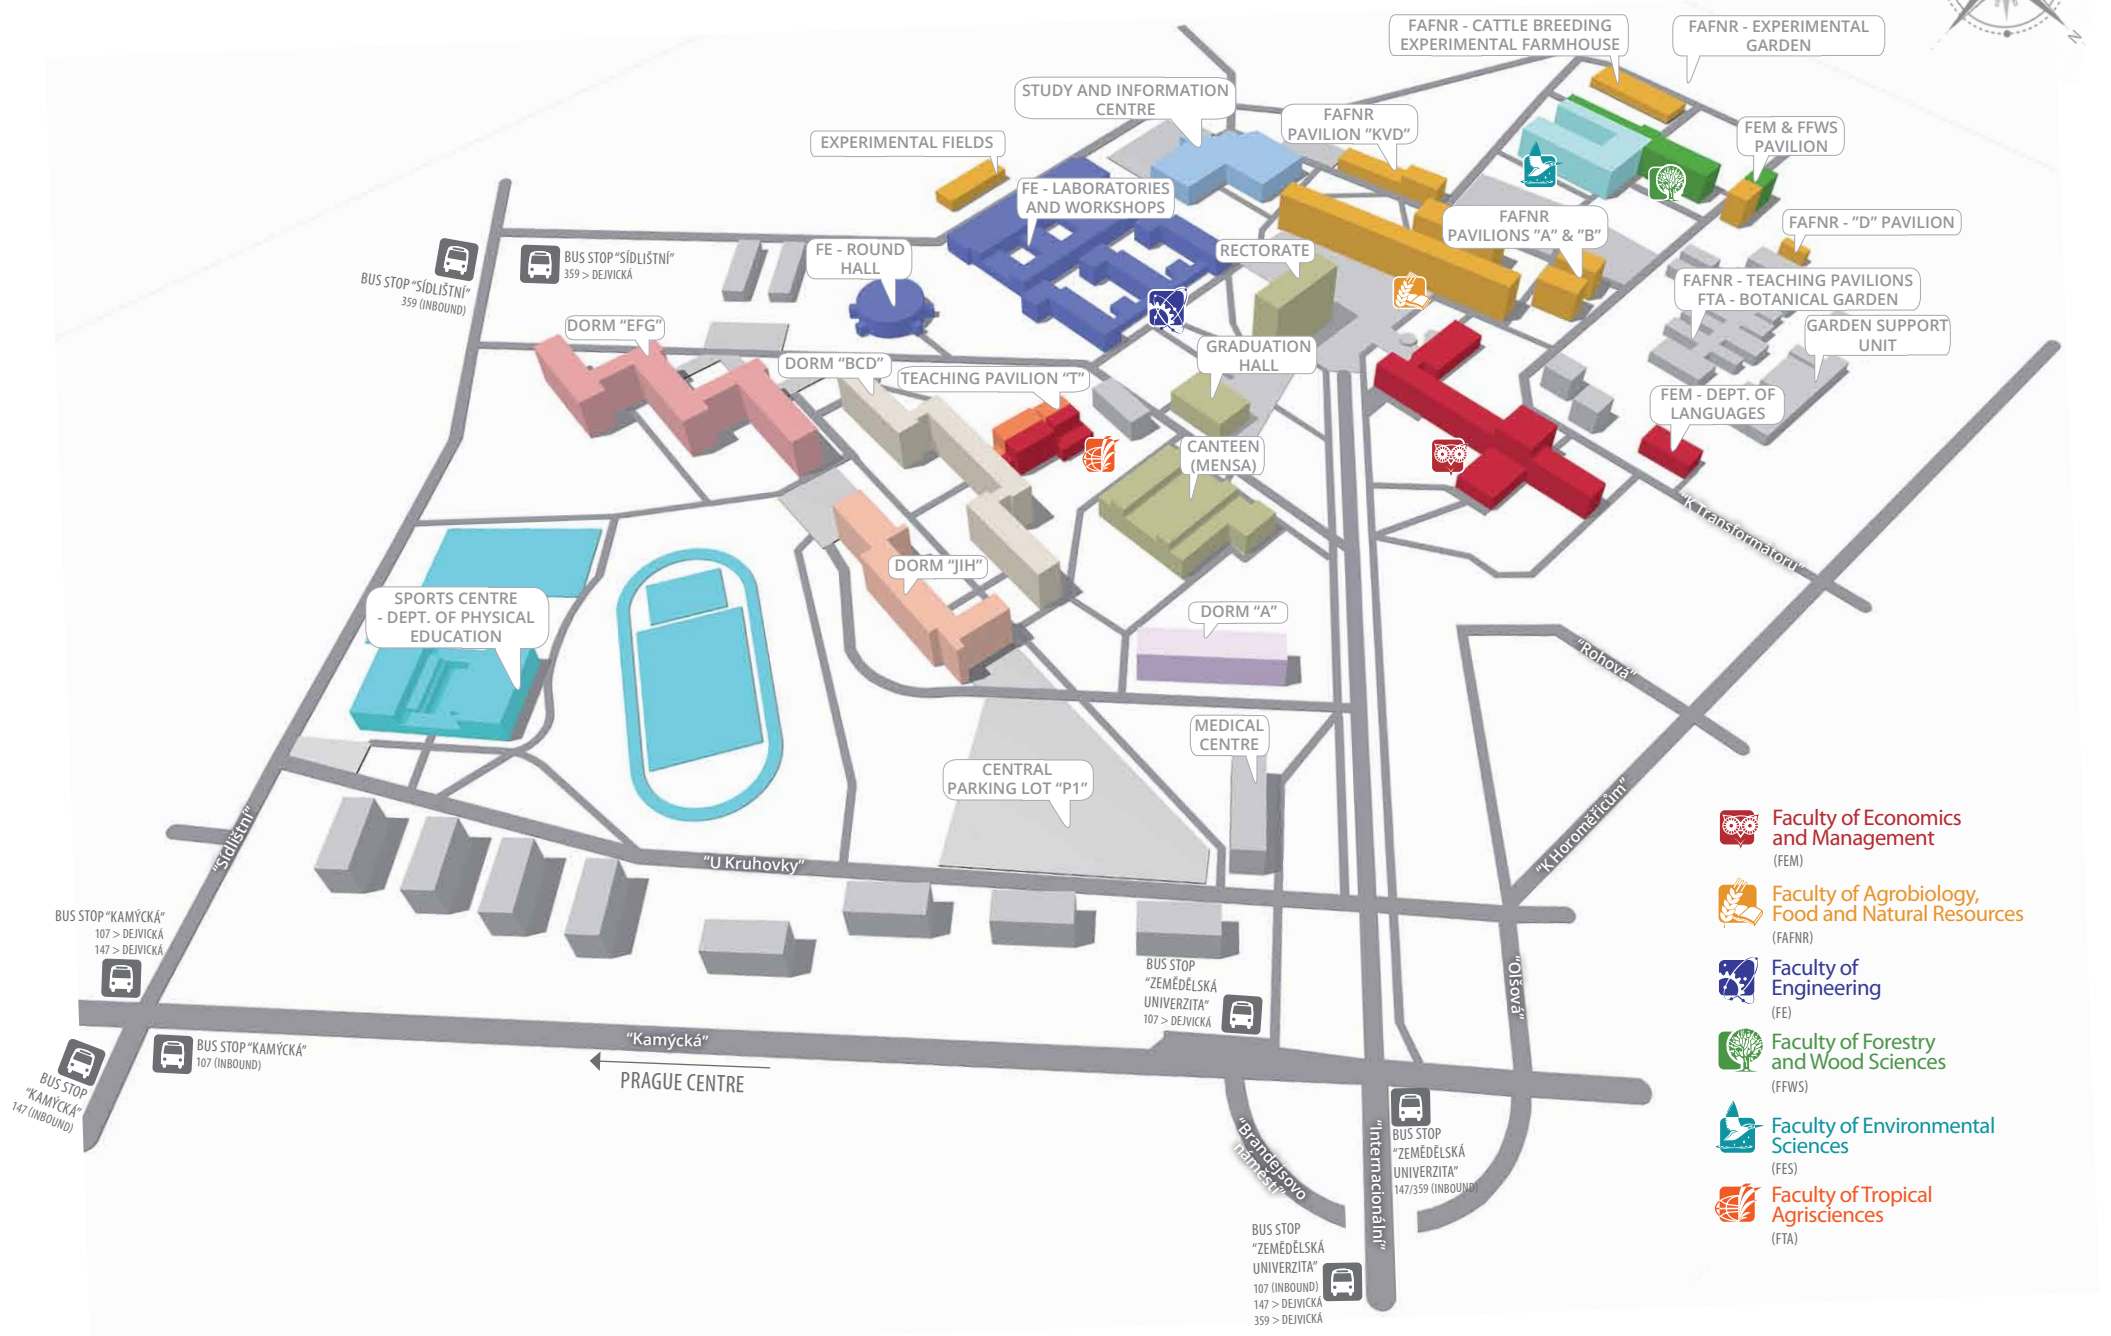 N
FAFNR - CATTLE BREEDING
EXPERIMENTAL FARMHOUSE
FAFNR - EXPERIMENTAL
GARDEN
STUDY AND INFORMATION
CENTRE
FAFNR
PAVILION "KVD"
FEM & FFWS
PAVILION
EXPERIMENTAL FIELDS
FE - LABORATORIES
AND WORKSHOPS
FAFNR
PAVILIONS "A" & "B"
FAFNR - "D" PAVILION
FE - ROUND
HALL
RECTORATE
BUS STOP "SÍDLIŠTNÍ"
359 (INBOUND)
BUS STOP "SÍDLIŠTNÍ"
359 > DEJVICKÁ
FAFNR - TEACHING PAVILIONS
FTA - BOTANICAL GARDEN
GARDEN SUPPORT
UNIT
DORM "EFG"
DORM "BCD"
TEACHING PAVILION "T"
GRADUATION
HALL
FEM - DEPT. OF
LANGUAGES
CANTEEN
(MENSA)
"K Transformátoru"
DORM "JIH"
SPORTS CENTRE
- DEPT. OF PHYSICAL
EDUCATION
DORM "A"
"Rohová"
MEDICAL
CENTRE
CENTRAL
PARKING LOT "P1"
"Sídlištní"
"U Kruhovky"
"K Horoměřicům"
Faculty of Economics
and Management
(FEM)
Faculty of Agrobiology,
Food and Natural Resources
(FAFNR)
Faculty of
Engineering
(FE)
Faculty of Forestry
and Wood Sciences
(FFWS)
Faculty of Environmental
Sciences
(FES)
Faculty of Tropical
Agrisciences
(FTA)
BUS STOP "KAMÝCKÁ"
107 > DEJVICKÁ
147 > DEJVICKÁ
BUS STOP
"ZEMĚDĚLSKÁ
UNIVERZITA"
107 > DEJVICKÁ
"Olšová"
"Kamýcká"
PRAGUE CENTRE
BUS STOP "KAMÝCKÁ"
107 (INBOUND)
BUS STOP
"KAMÝCKÁ"
147 (INBOUND)
"Brandejsovo
náměstí"
"Internacionální"
BUS STOP
"ZEMĚDĚLSKÁ
UNIVERZITA"
147/359 (INBOUND)
BUS STOP
"ZEMĚDĚLSKÁ
UNIVERZITA"
107 (INBOUND)
147 > DEJVICKÁ
359 > DEJVICKÁ